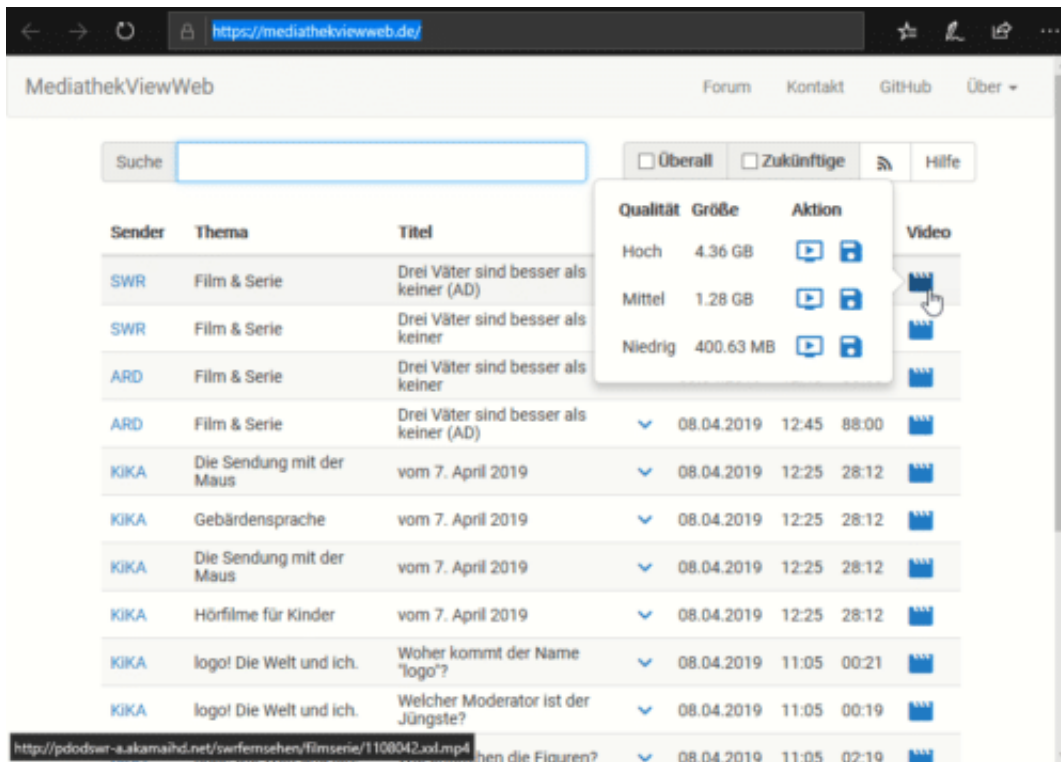 https://mediathekviewweb.de/
MediathekViewWeb Forum Kontakt GitHub Über
Suche Überall Zukünftige Hilfe
Qualität Größe Aktion
Hoch 4.36 GB
Mittel 1.28 GB
Niedrig 400.63 MB
Sender Thema Titel Video
SWR Film & Serie Drei Väter sind besser als
keiner (AD)
SWR Film & Serie Drei Väter sind besser als
keiner
ARD Film & Serie Drei Väter sind besser als
keiner
ARD Film & Serie Drei Väter sind besser als
keiner (AD) 08.04.2019 12:45 88:00
KiKA Die Sendung mit der
Maus vom 7. April 2019 08.04.2019 12:25 28:12
KiKA Gebärdensprache vom 7. April 2019 08.04.2019 12:25 28:12
KiKA Die Sendung mit der
Maus vom 7. April 2019 08.04.2019 12:25 28:12
KiKA Hörfilme für Kinder vom 7. April 2019 08.04.2019 12:25 28:12
KiKA logo! Die Welt und ich. Woher kommt der Name
"logo"? 08.04.2019 11:05 00:21
KiKA logo! Die Welt und ich. Welcher Moderator ist der
Jüngste? 08.04.2019 11:05 00:19
http://pdodswr-a.akamaihd.net/swrfernsehen/filmserie/1108042.xxl.mp4
die Figuren? 08.04.2019 11:05 02:19